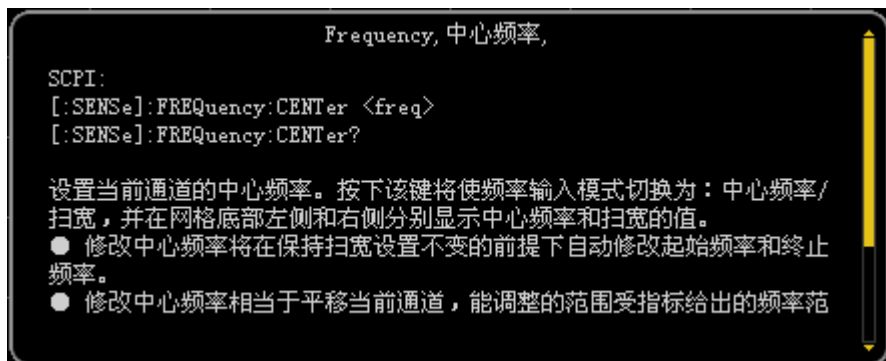 Frequency,中心频率,
SCPI:
[:SENSe]:FREQuency:CENTer <freq>
[:SENSe]:FREQuency:CENTer?
设置当前通道的中心频率。按下该键将使频率输入模式切换为：中心频率/
扫宽，并在网格底部左侧和右侧分别显示中心频率和扫宽的值。
● 修改中心频率将在保持扫宽设置不变的前提下自动修改起始频率和终止
频率。
● 修改中心频率相当于平移当前通道，能调整的范围受指标给出的频率范